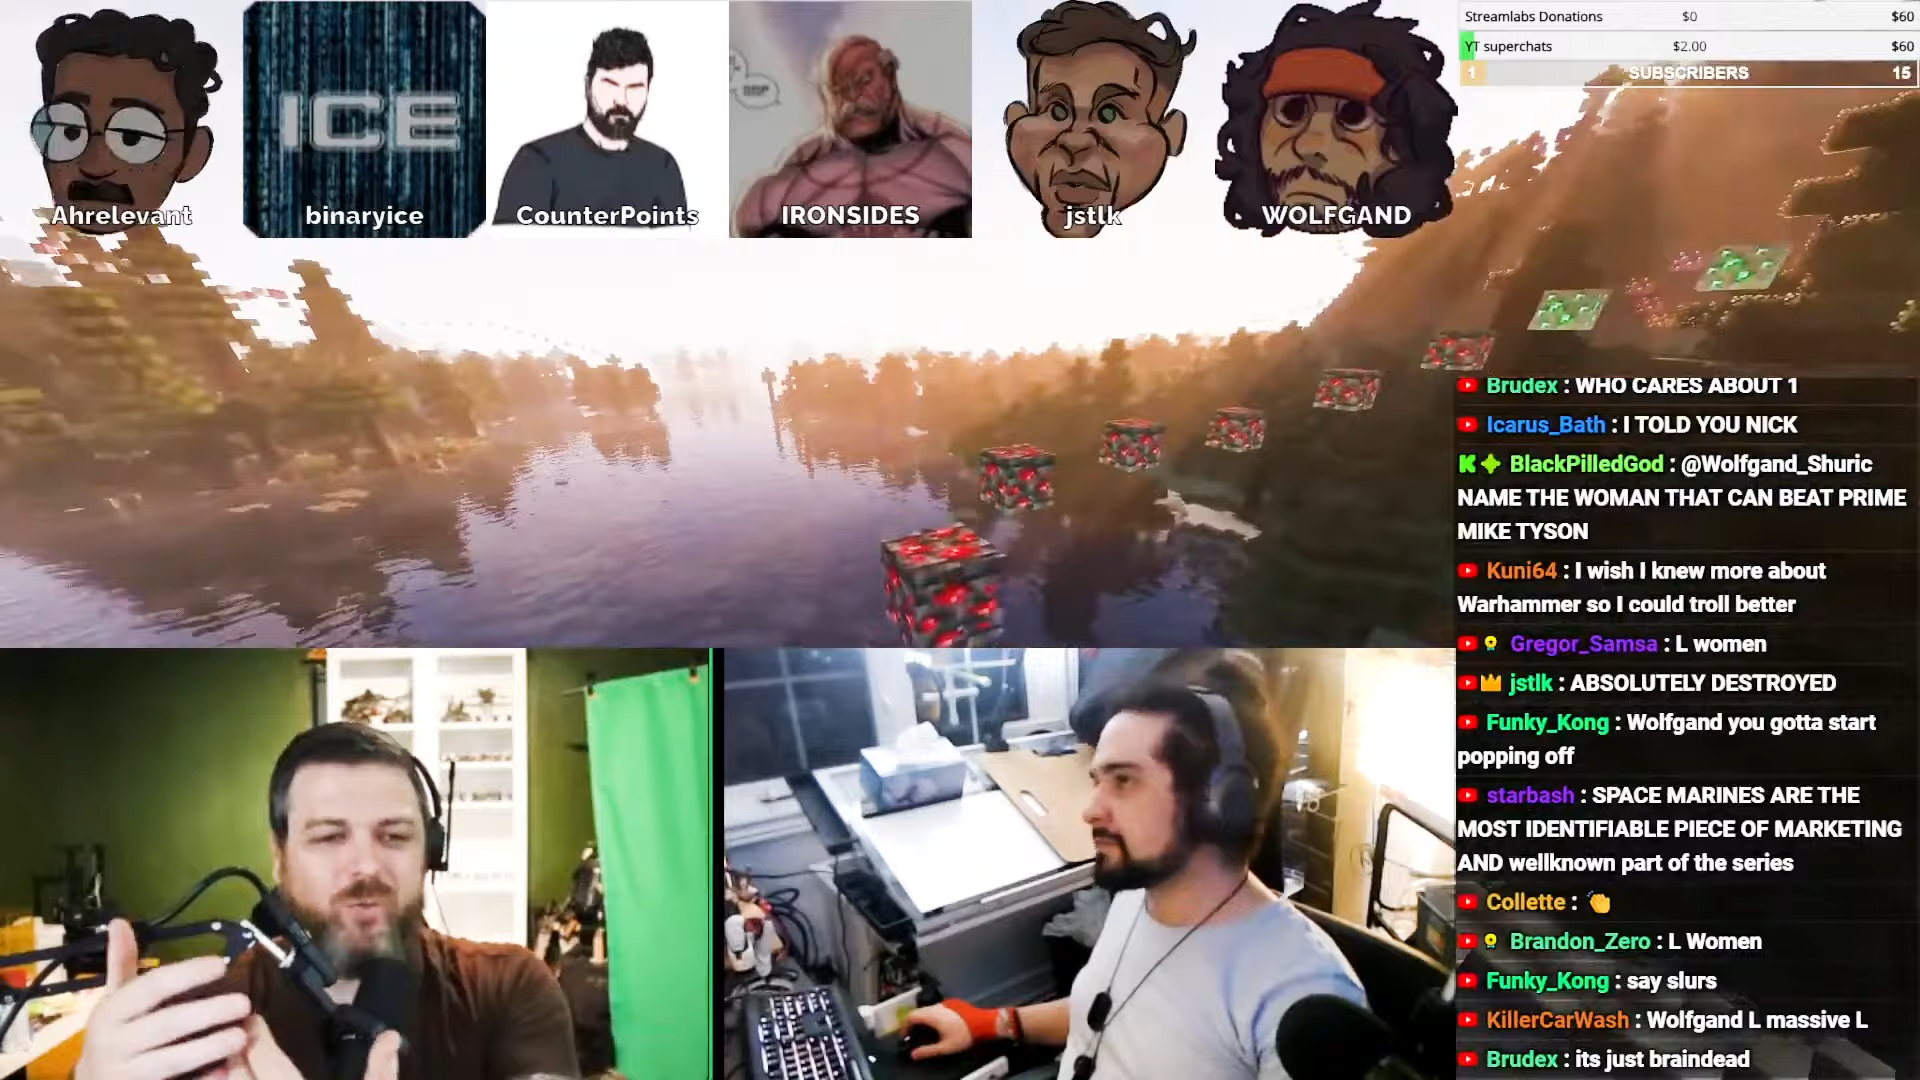 Streamlabs Donations $0 $60
YT superchats $2.00 $60
1 SUBSCRIBERS 15
ICE
Ahrelevant
binaryice
CounterPoints
IRONSIDES
jstlk
WOLFGAND
Brudex : WHO CARES ABOUT 1
Icarus_Bath : I TOLD YOU NICK
BlackPilledGod : @Wolfgand_Shuric
NAME THE WOMAN THAT CAN BEAT PRIME
MIKE TYSON
Kuni64 : I wish I knew more about
Warhammer so I could troll better
Gregor_Samsa : L women
jstlk : ABSOLUTELY DESTROYED
Funky_Kong : Wolfgand you gotta start
popping off
starbash : SPACE MARINES ARE THE
MOST IDENTIFIABLE PIECE OF MARKETING
AND wellknown part of the series
Collette : 👏
Brandon_Zero : L Women
Funky_Kong : say slurs
KillerCarWash : Wolfgand L massive L
Brudex : its just braindead